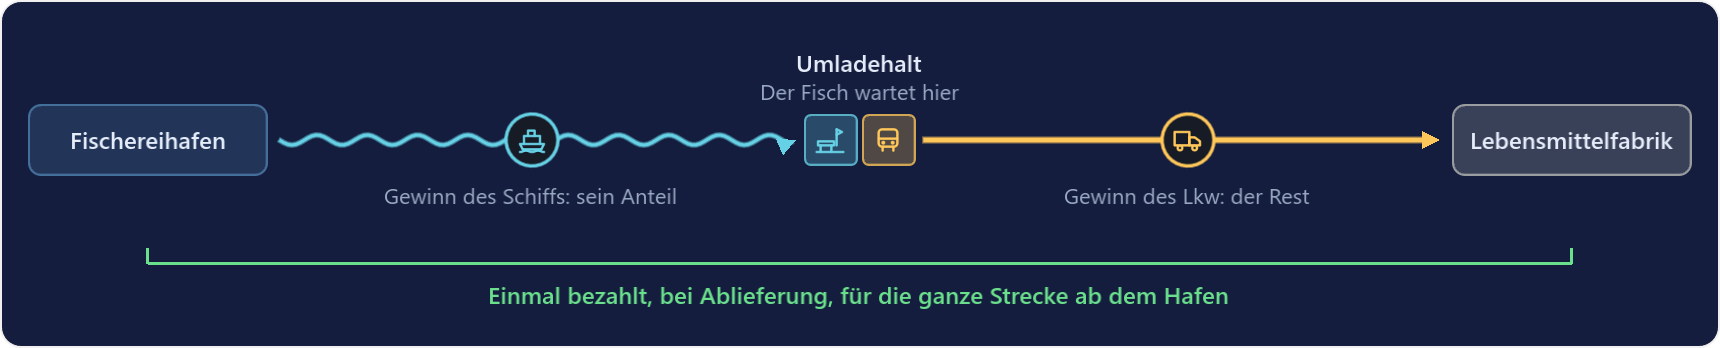 Umladehalt
Der Fisch wartet hier
Fischereihafen
Lebensmittelfabrik
Gewinn des Schiffs: sein Anteil
Gewinn des Lkw: der Rest
Einmal bezahlt, bei Ablieferung, für die ganze Strecke ab dem Hafen